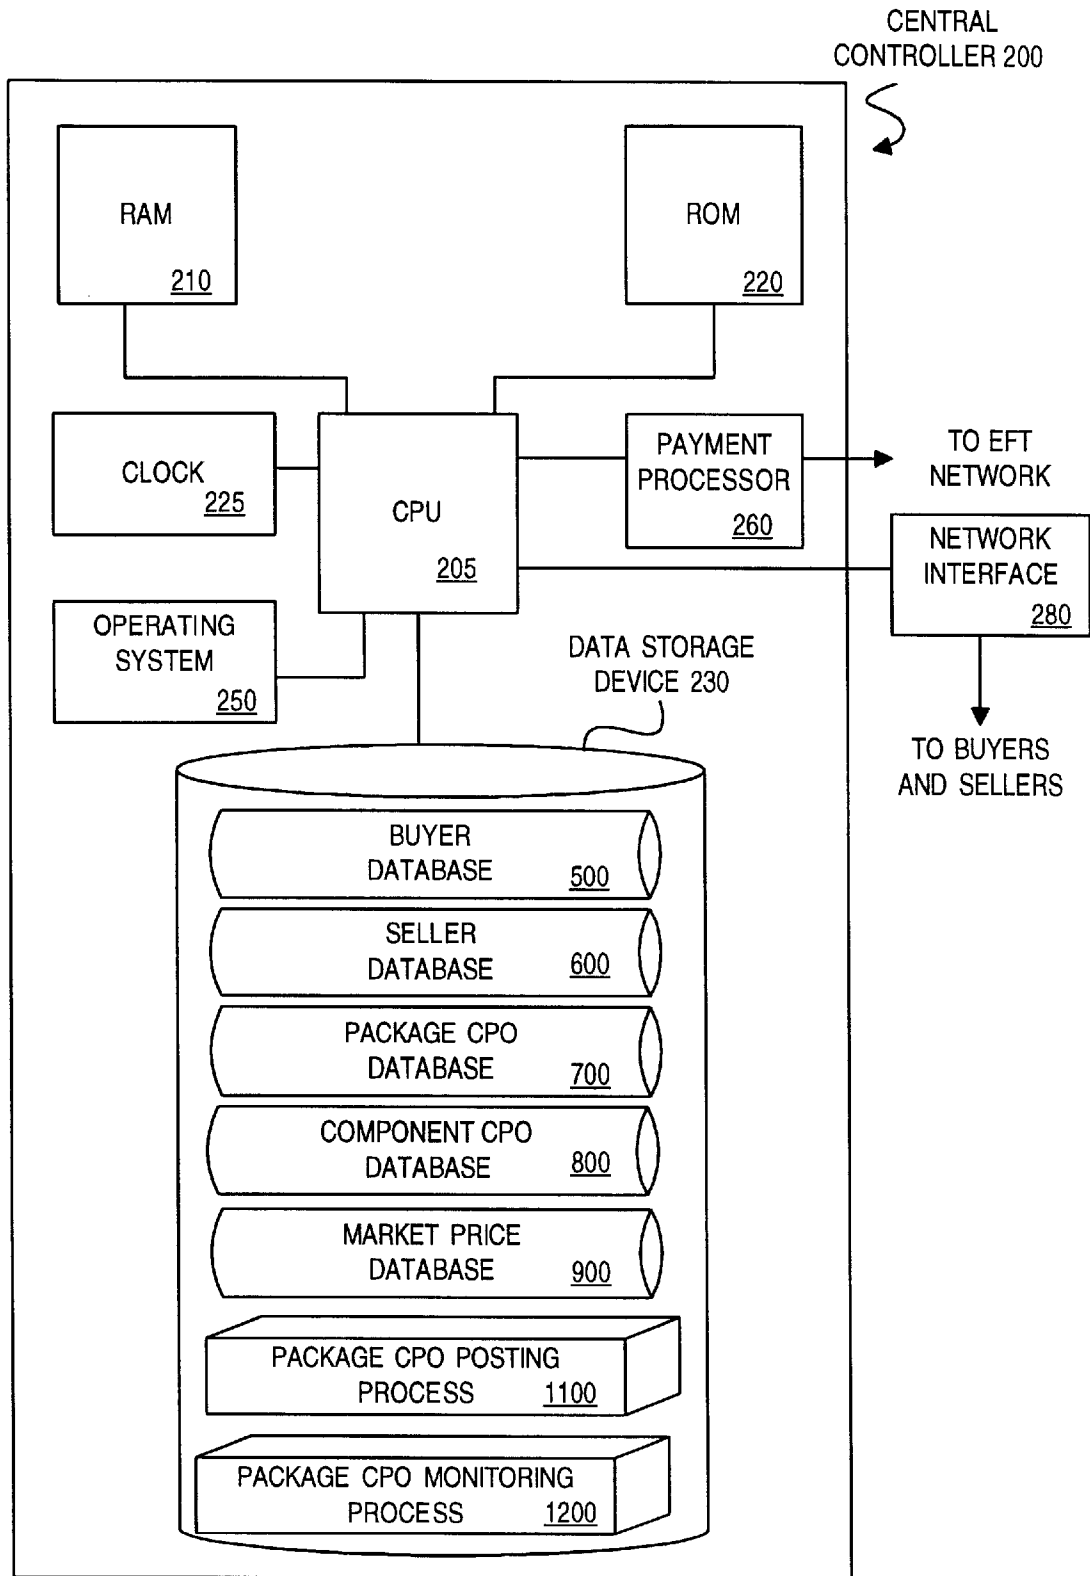 CENTRAL
CONTROLLER 200
RAM
210
ROM
220
CLOCK
225
CPU
205
PAYMENT
PROCESSOR
260
TO EFT
NETWORK
NETWORK
INTERFACE
280
OPERATING
SYSTEM
250
DATA STORAGE
DEVICE 230
TO BUYERS
AND SELLERS
BUYER
DATABASE 500
SELLER
DATABASE 600
PACKAGE CPO
DATABASE 700
COMPONENT CPO
DATABASE 800
MARKET PRICE
DATABASE 900
PACKAGE CPO POSTING
PROCESS 1100
PACKAGE CPO MONITORING
PROCESS 1200